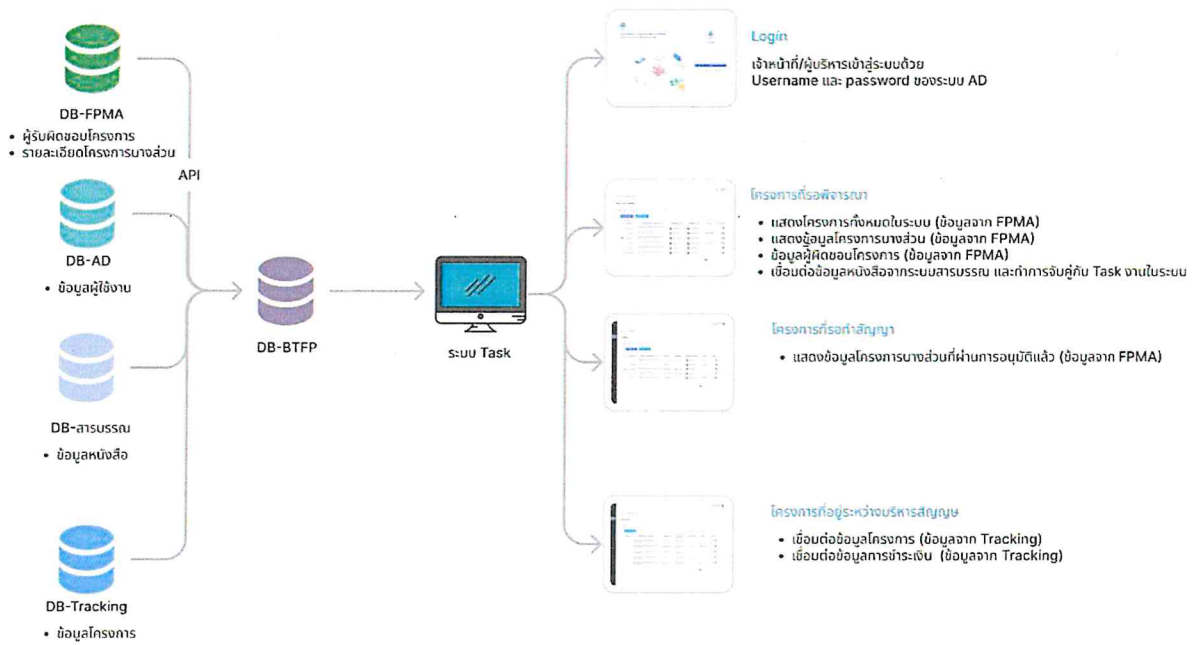 DB-FPMA
• ผู้รับผิดชอบโครงการ
• รายละเอียดโครงการบางส่วน
API
DB-AD
• ข้อมูลผู้ใช้งาน
DB-สารบรรณ
• ข้อมูลหนังสือ
DB-Tracking
• ข้อมูลโครงการ
DB-BTFP
ระบบ Task
Login
เจ้าหน้าที่/ผู้บริหารเข้าสู่ระบบด้วย
Username และ password ของระบบ AD
โครงการที่รอพิจารณา
• แสดงโครงการทั้งหมดในระบบ (ข้อมูลจาก FPMA)
• แสดงข้อมูลโครงการบางส่วน (ข้อมูลจาก FPMA)
• ข้อมูลผู้ผิดชอบโครงการ (ข้อมูลจาก FPMA)
• เชื่อมต่อข้อมูลหนังสือจากระบบสารบรรณ และทำการจับคู่กับ Task งานในระบบ
โครงการที่รอทำสัญญา
• แสดงข้อมูลโครงการบางส่วนที่ผ่านการอนุมัติแล้ว (ข้อมูลจาก FPMA)
โครงการที่อยู่ระหว่างบริหารสัญญษ
• เชื่อมต่อข้อมูลโครงการ (ข้อมูลจาก Tracking)
• เชื่อมต่อข้อมูลการชำระเงิน (ข้อมูลจาก Tracking)